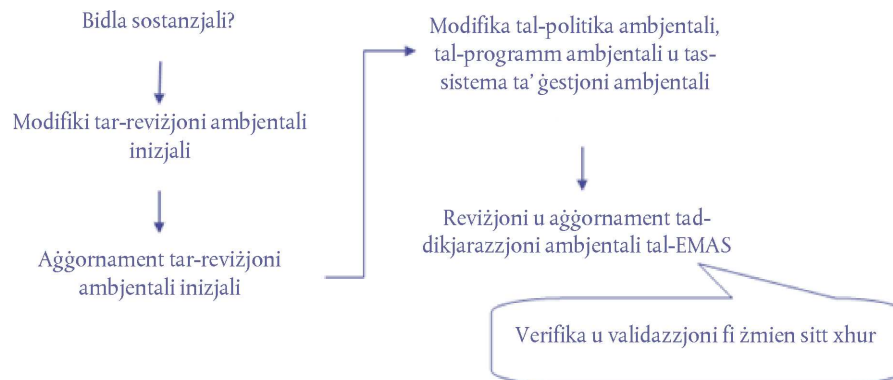 Bidla sostanzjali?
Modifiki tar-reviżjoni ambjentali
inizjali
Aġġornament tar-reviżjoni
ambjentali inizjali
Modifika tal-politika ambjentali,
tal-programm ambjentali u tas-
sistema ta' ġestjoni ambjentali
Reviżjoni u aġġornament tad-
dikjarazzjoni ambjentali tal-EMAS
Verifika u validazzjoni fi żmien sitt xhur